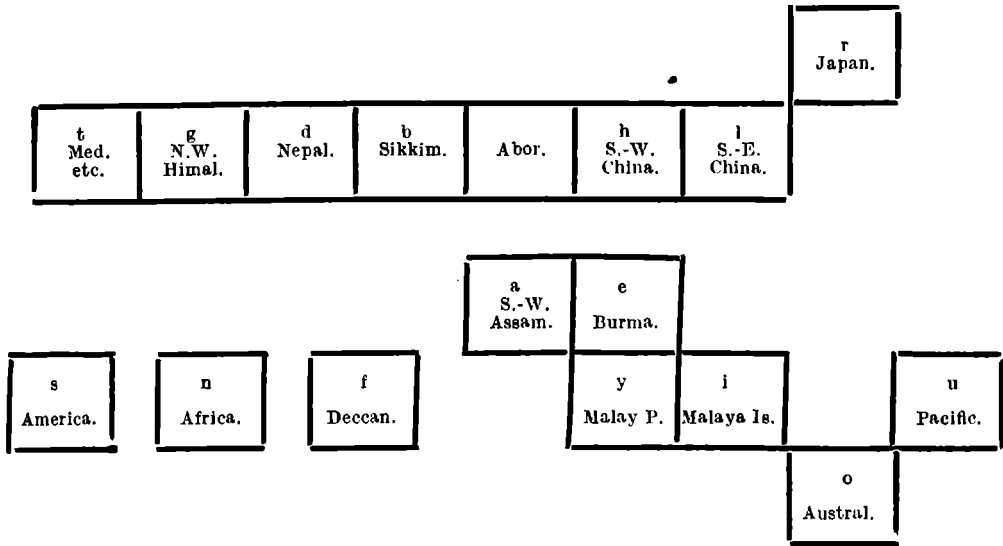 r
Japan.
t
Med.
etc.
g
N.W.
Himal.
d
Nepal.
b
Sikkim.
Abor.
h
S.-W.
China.
l
S.-E.
China.
a
S.-W.
Assam.
e
Burma.
s
America.
n
Africa.
f
Deccan.
y
Malay P.
i
Malaya Is.
u
Pacific.
o
Austral.